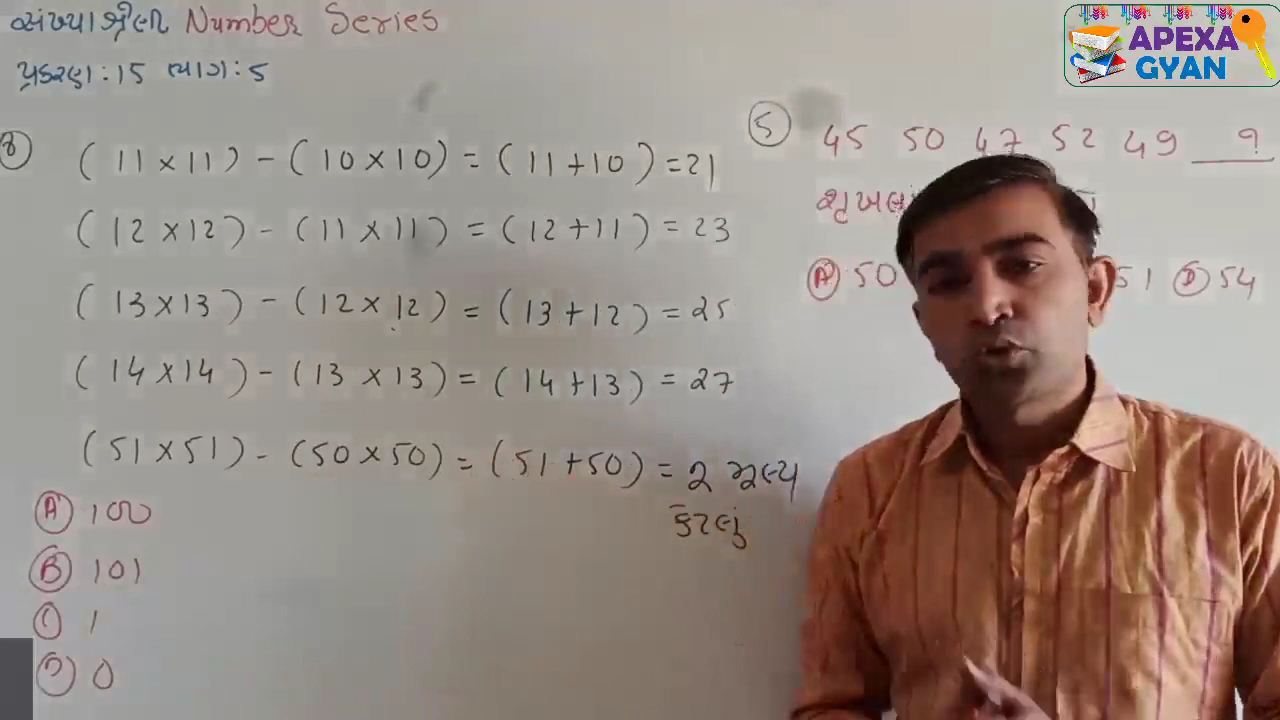 સંખ્યાશ્રેણી Number Series
પ્રકરણ : 15 ભાગ : 5
(11 × 11) - (10 × 10) = (11 + 10) = 21
(12 × 12) - (11 × 11) = (12 + 11) = 23
(13 × 13) - (12 × 12) = (13 + 12) = 25
(14 × 14) - (13 × 13) = (14 + 13) = 27
(51 × 51) - (50 × 50) = (51 + 50) = ? મૂલ્ય
કેટલું
A 100
B 101
C 1
D 0
5 45 50 47 52 49 ?
A 50 51 D 54
APEXA
GYAN